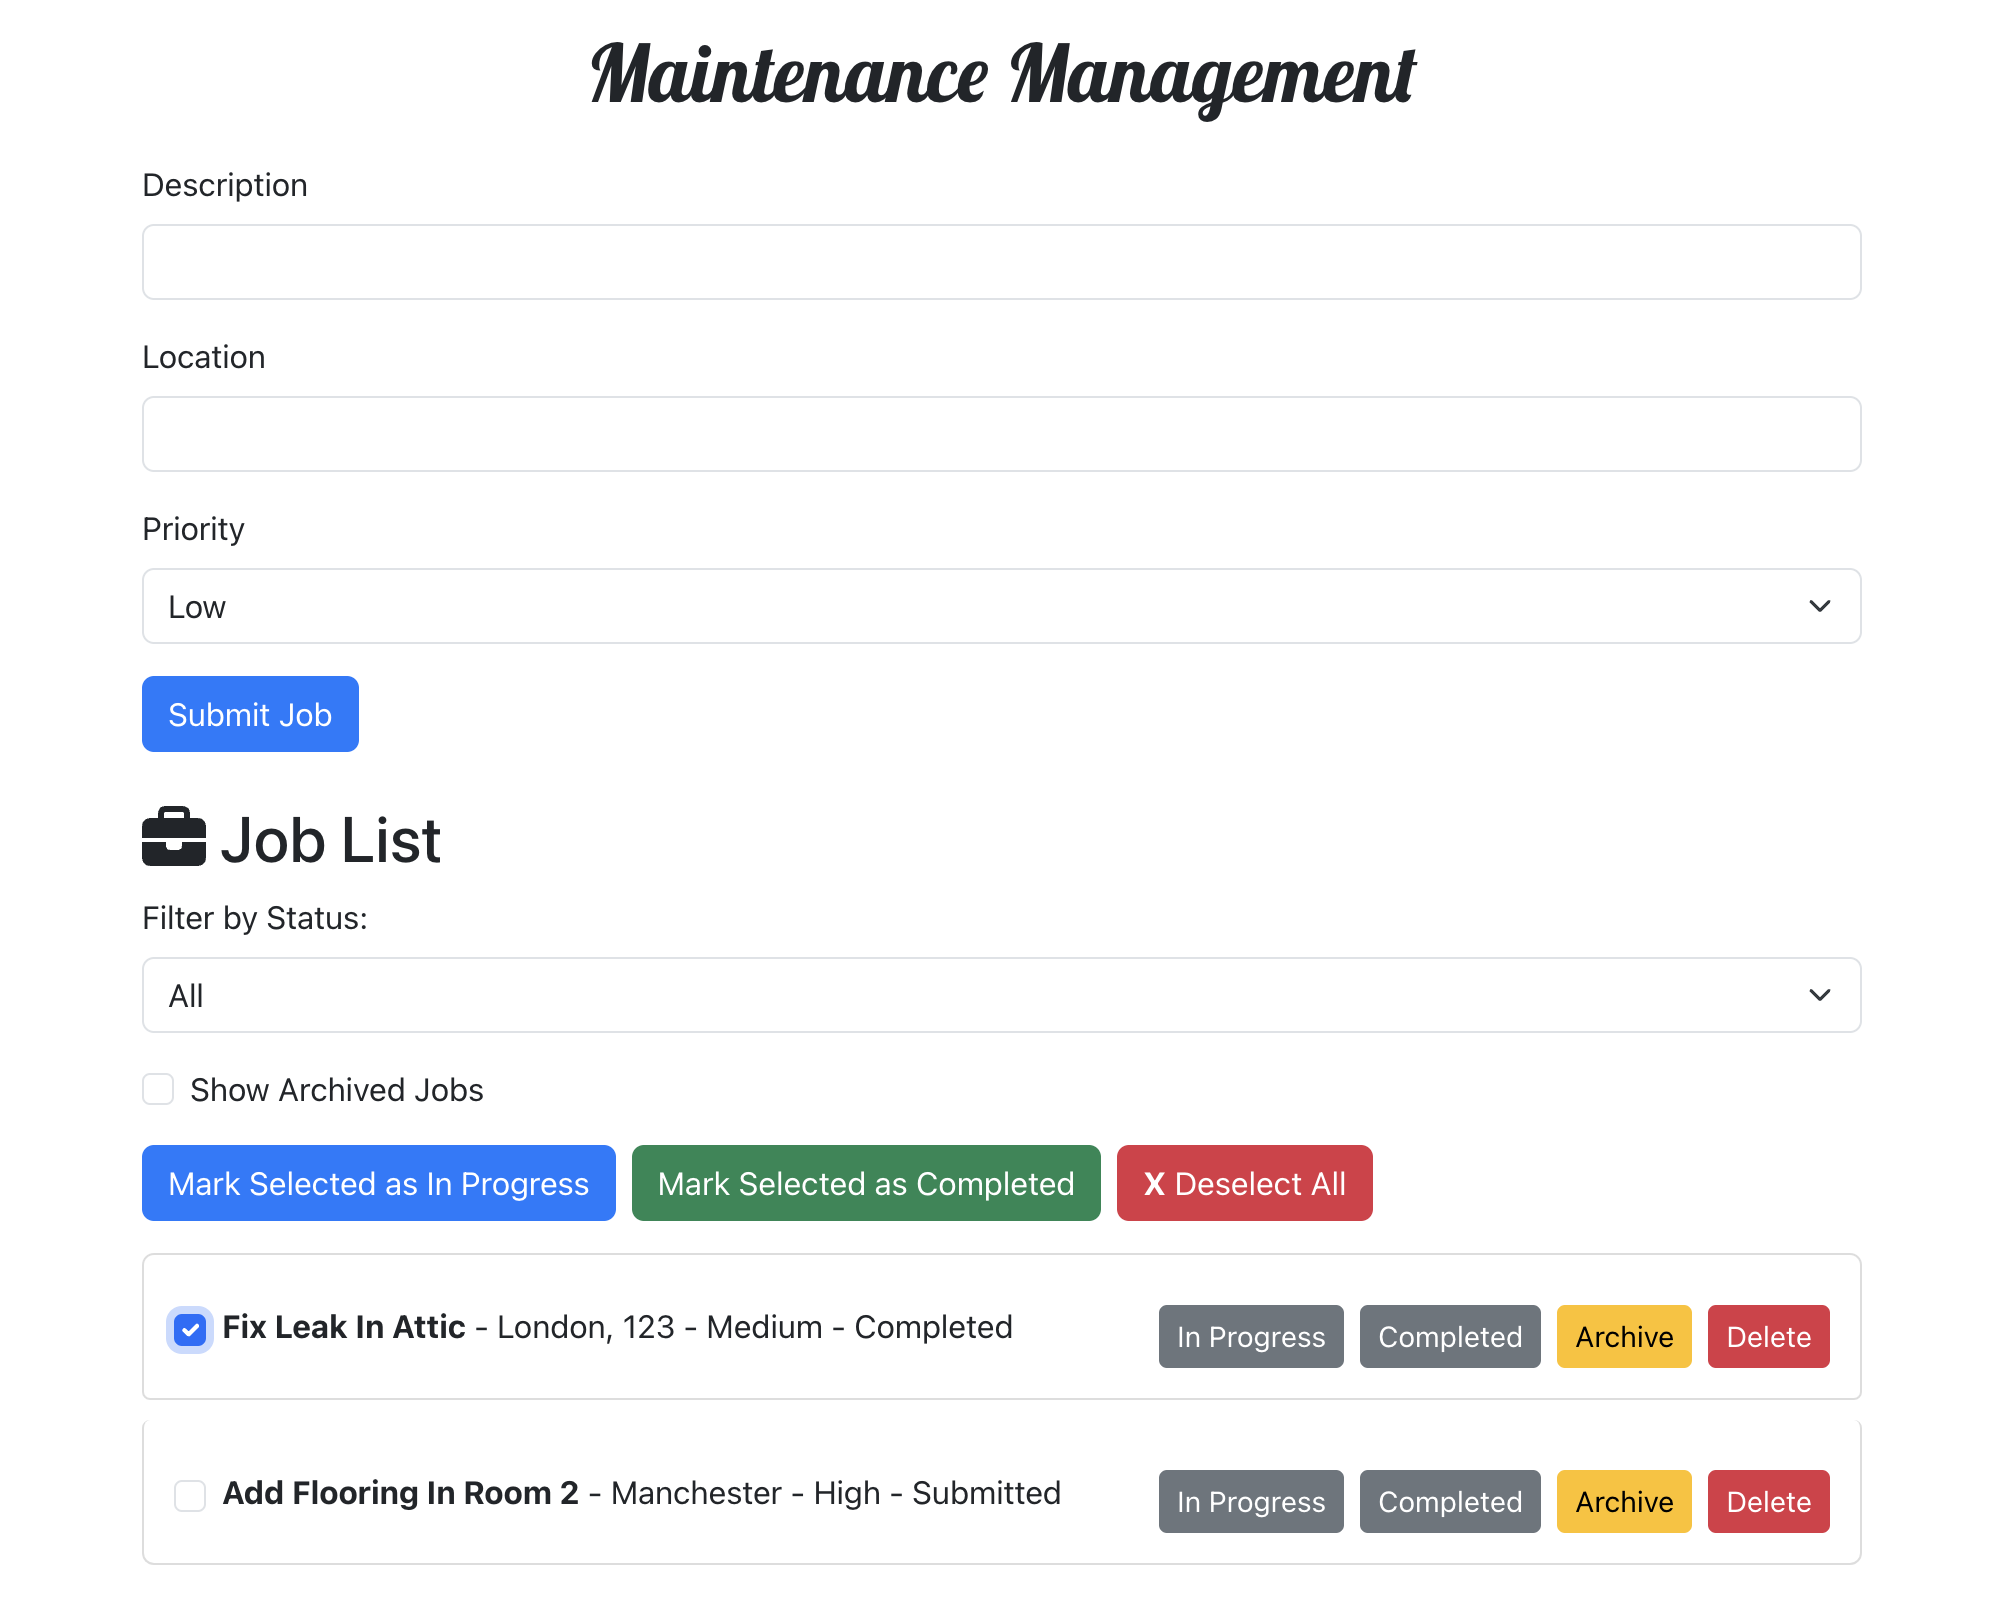 Maintenance Management
Description
Location
Priority
Low
Submit Job
Job List
Filter by Status:
All
Show Archived Jobs
Mark Selected as In Progress Mark Selected as Completed X Deselect All
Fix Leak In Attic - London, 123 - Medium - Completed In Progress Completed Archive Delete
Add Flooring In Room 2 - Manchester - High - Submitted In Progress Completed Archive Delete